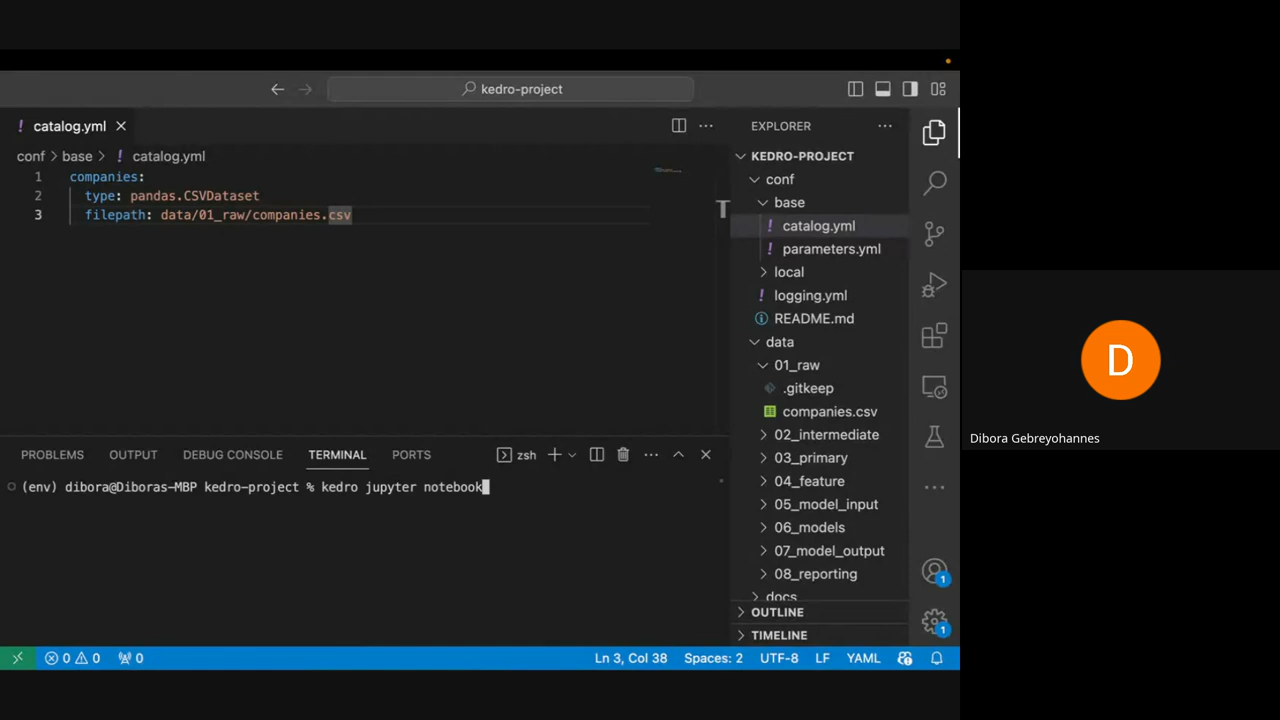 kedro-project
catalog.yml
conf > base > ! catalog.yml
1 companies:
2 type: pandas.CSVDataset
3 filepath: data/01_raw/companies.csv
PROBLEMS OUTPUT DEBUG CONSOLE TERMINAL PORTS
zsh
(env) dibora@Diboras-MBP kedro-project % kedro jupyter notebook
EXPLORER
KEDRO-PROJECT
conf
base
! catalog.yml
! parameters.yml
local
! logging.yml
README.md
data
01_raw
.gitkeep
companies.csv
02_intermediate
03_primary
04_feature
05_model_input
06_models
07_model_output
08_reporting
docs
OUTLINE
TIMELINE
1
1
0 0 0
Ln 3, Col 38 Spaces: 2 UTF-8 LF YAML
D
Dibora Gebreyohannes